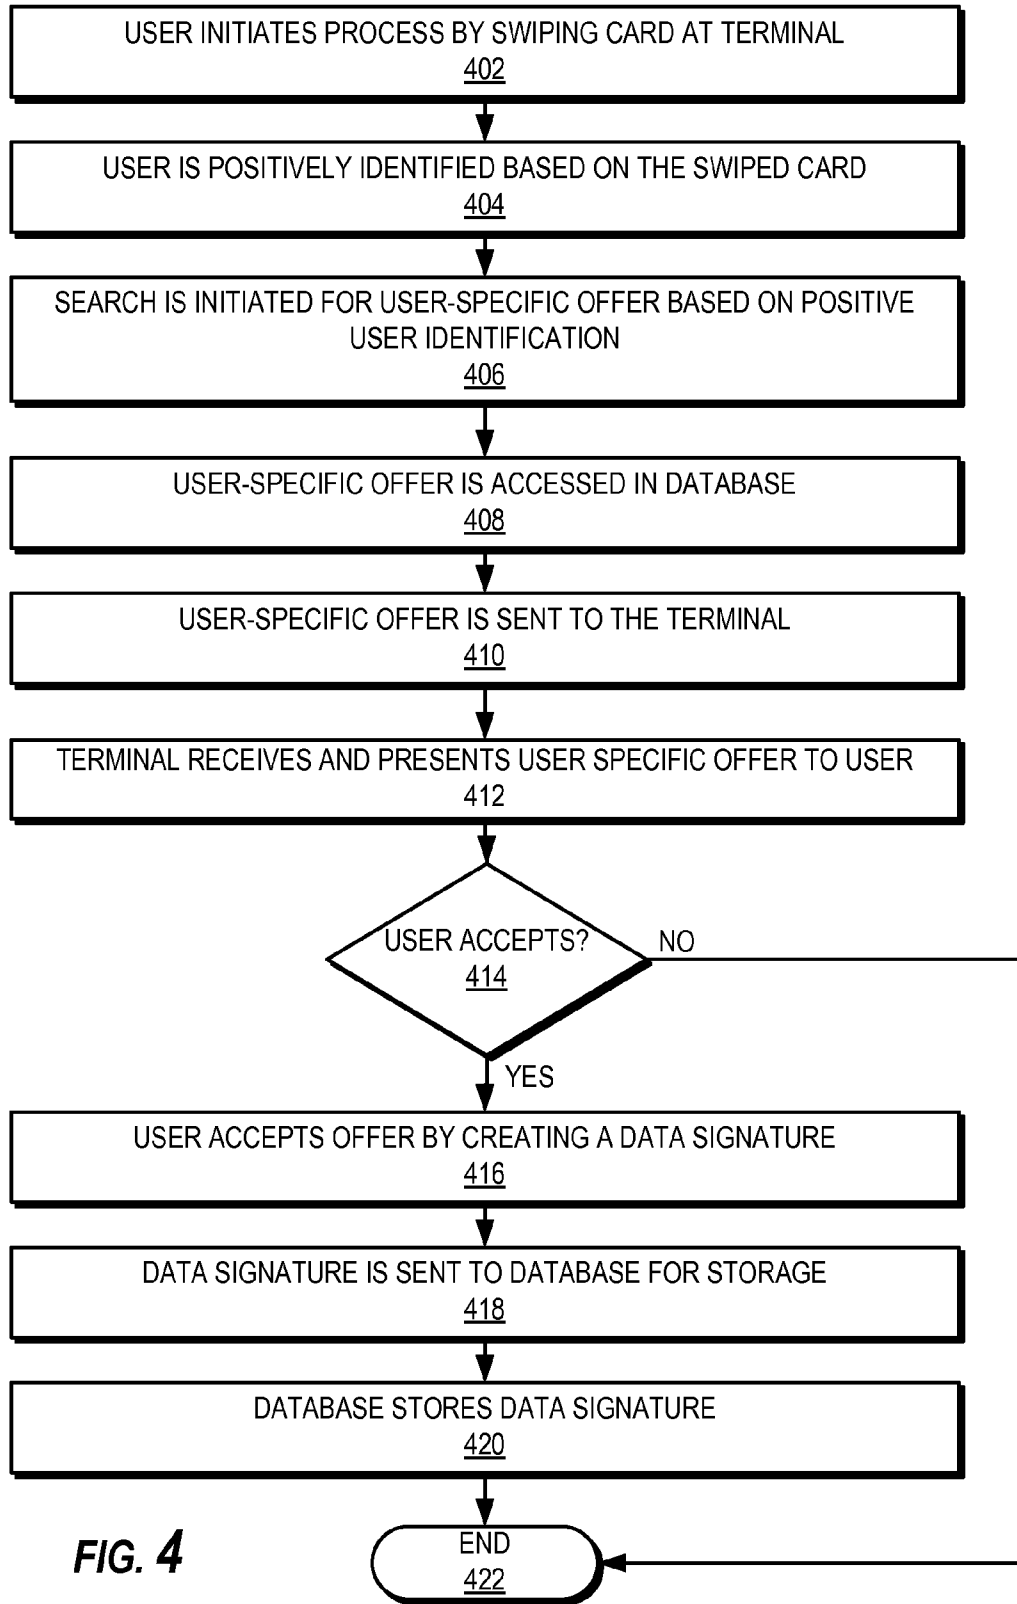 USER INITIATES PROCESS BY SWIPING CARD AT TERMINAL
402
USER IS POSITIVELY IDENTIFIED BASED ON THE SWIPED CARD
404
SEARCH IS INITIATED FOR USER-SPECIFIC OFFER BASED ON POSITIVE
USER IDENTIFICATION
406
USER-SPECIFIC OFFER IS ACCESSED IN DATABASE
408
USER-SPECIFIC OFFER IS SENT TO THE TERMINAL
410
TERMINAL RECEIVES AND PRESENTS USER SPECIFIC OFFER TO USER
412
USER ACCEPTS?
414
NO
YES
USER ACCEPTS OFFER BY CREATING A DATA SIGNATURE
416
DATA SIGNATURE IS SENT TO DATABASE FOR STORAGE
418
DATABASE STORES DATA SIGNATURE
420
END
422
FIG. 4